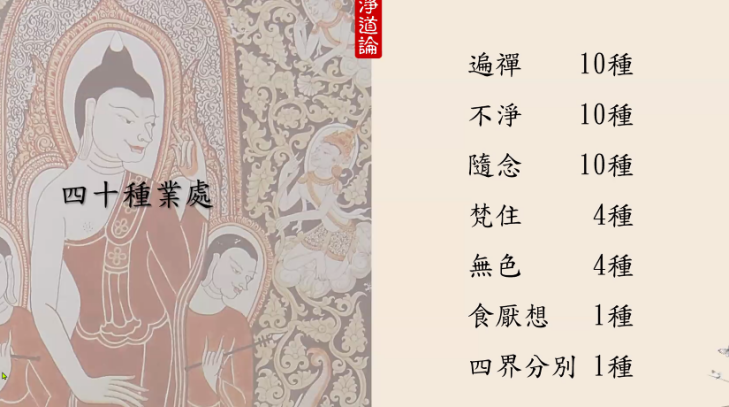 淨道論
四十種業處
遍禪 10種
不淨 10種
隨念 10種
梵住 4種
無色 4種
食厭想 1種
四界分別 1種